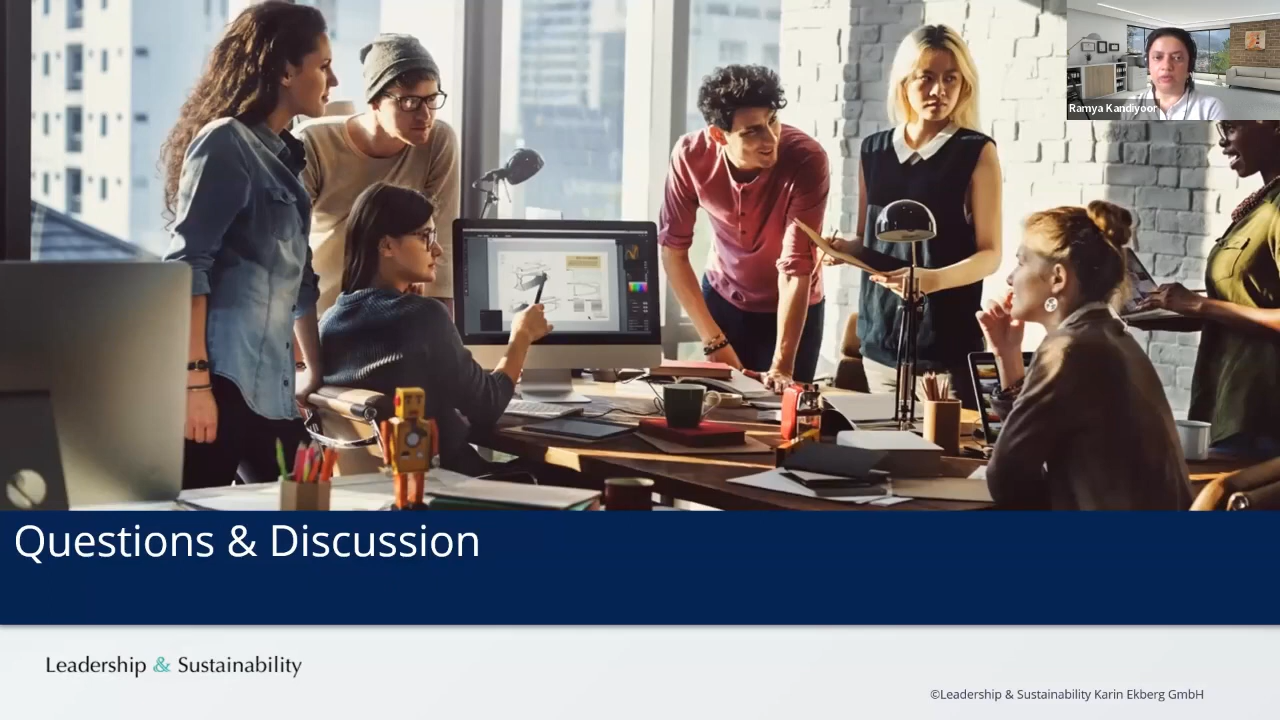 Ramya Kandiyoor
Questions & Discussion
Leadership & Sustainability
©Leadership & Sustainability Karin Ekberg GmbH